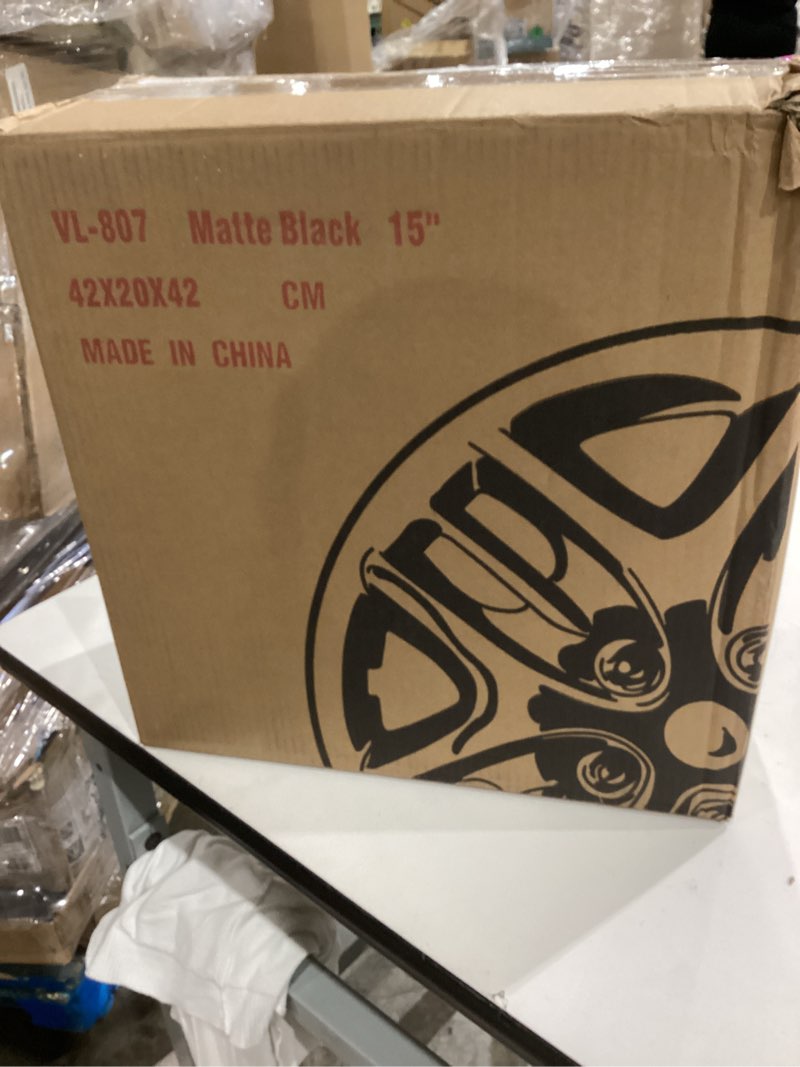 VL-807 Matte Black 15"
42X20X42 CM
MADE IN CHINA